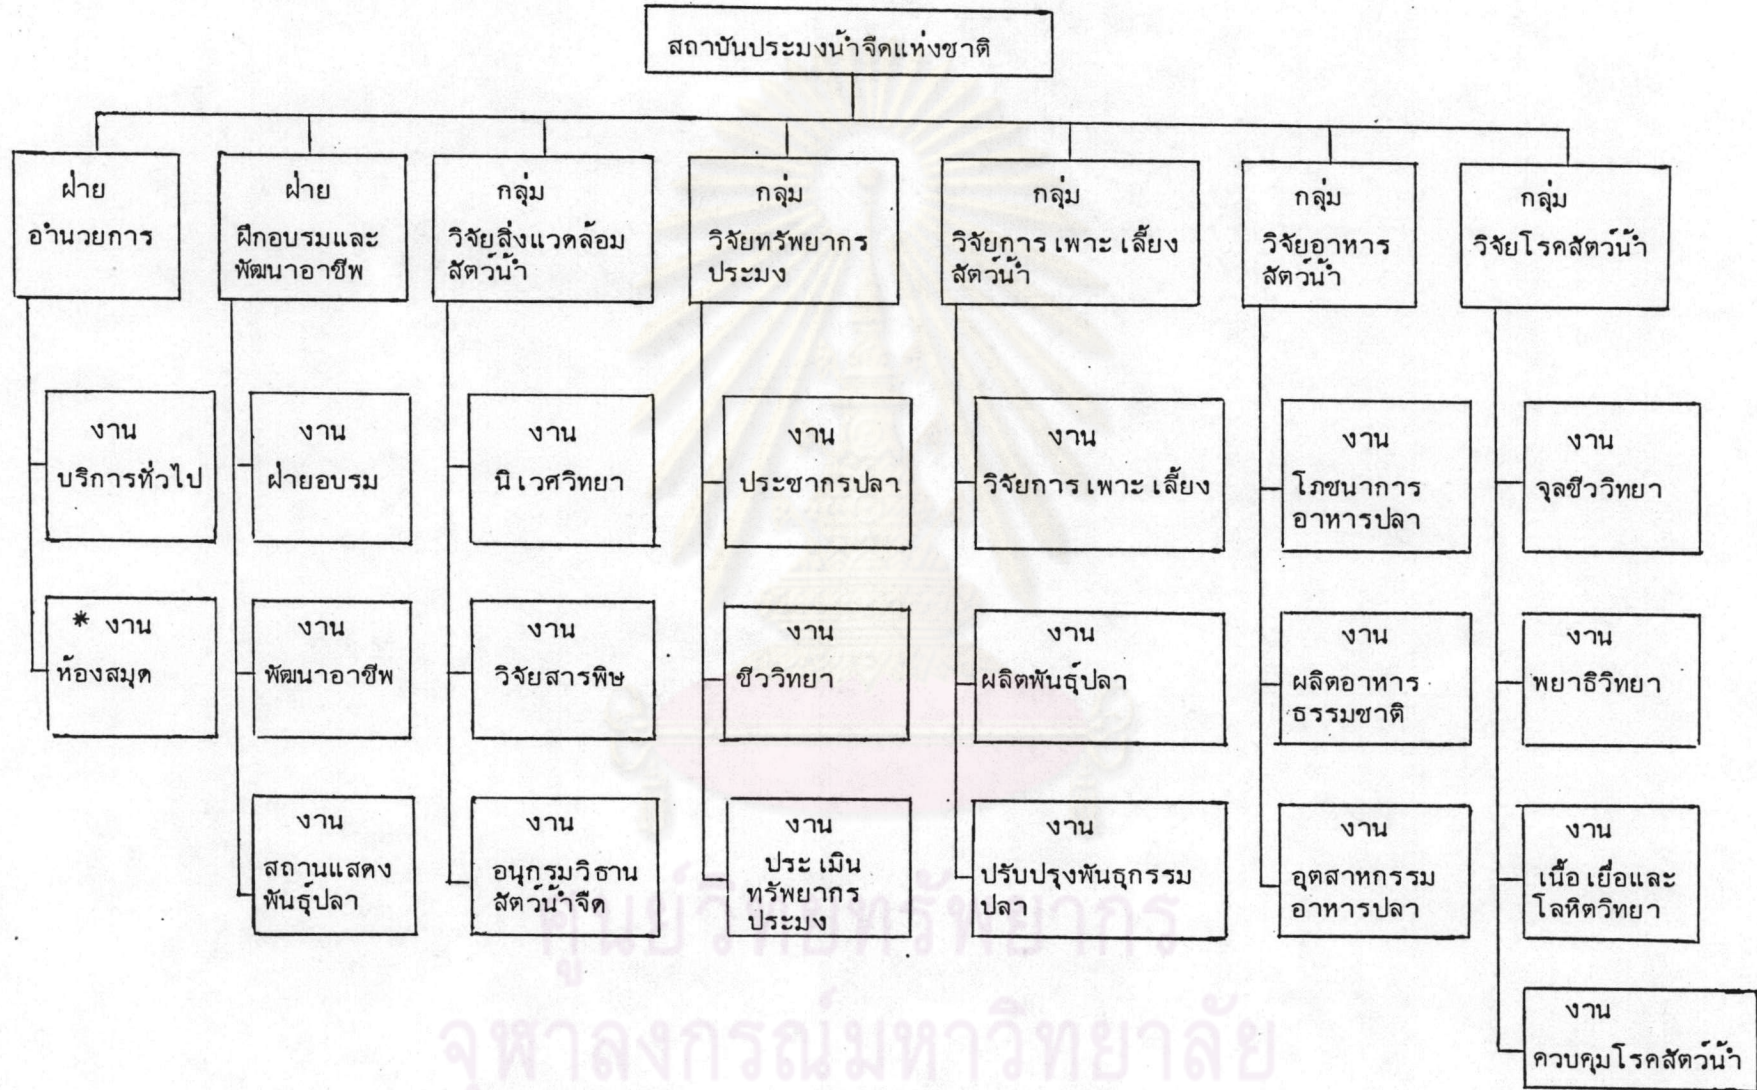 สถาบันประมงน้ำจืดแห่งชาติ
ฝ่าย
อำนวยการ
ฝ่าย
ฝึกอบรมและ
พัฒนาอาชีพ
กลุ่ม
วิจัยสิ่งแวดล้อม
สัตว์น้ำ
กลุ่ม
วิจัยทรัพยากร
ประมง
กลุ่ม
วิจัยการเพาะเลี้ยง
สัตว์น้ำ
กลุ่ม
วิจัยอาหาร
สัตว์น้ำ
กลุ่ม
วิจัยโรคสัตว์น้ำ
งาน
บริการทั่วไป
งาน
ฝ่ายอบรม
งาน
นิเวศวิทยา
งาน
ประชากรปลา
งาน
วิจัยการเพาะเลี้ยง
งาน
โภชนาการ
อาหารปลา
งาน
จุลชีววิทยา
* งาน
ห้องสมุด
งาน
พัฒนาอาชีพ
งาน
วิจัยสารพิษ
งาน
ชีววิทยา
งาน
ผลิตพันธุ์ปลา
งาน
ผลิตอาหาร
ธรรมชาติ
งาน
พยาธิวิทยา
งาน
สถานแสดง
พันธุ์ปลา
งาน
อนุกรมวิธาน
สัตว์น้ำจืด
งาน
ประเมิน
ทรัพยากร
ประมง
งาน
ปรับปรุงพันธุกรรม
ปลา
งาน
อุตสาหกรรม
อาหารปลา
งาน
เนื้อเยื่อและ
โลหิตวิทยา
งาน
ควบคุมโรคสัตว์น้ำ
ศูนย์วิทยทรัพยากร
จุฬาลงกรณ์มหาวิทยาลัย